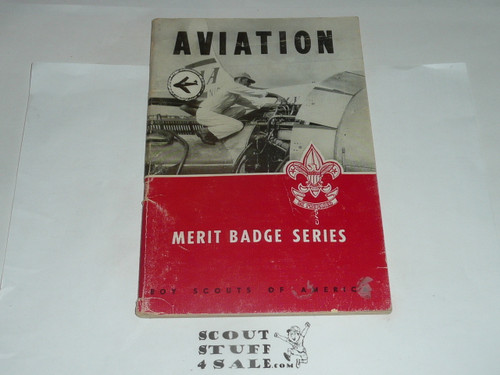 AVIATION
MERIT BADGE SERIES
BOY SCOUTS OF AMERICA
SCOUT
STUFF
4 SALE.COM